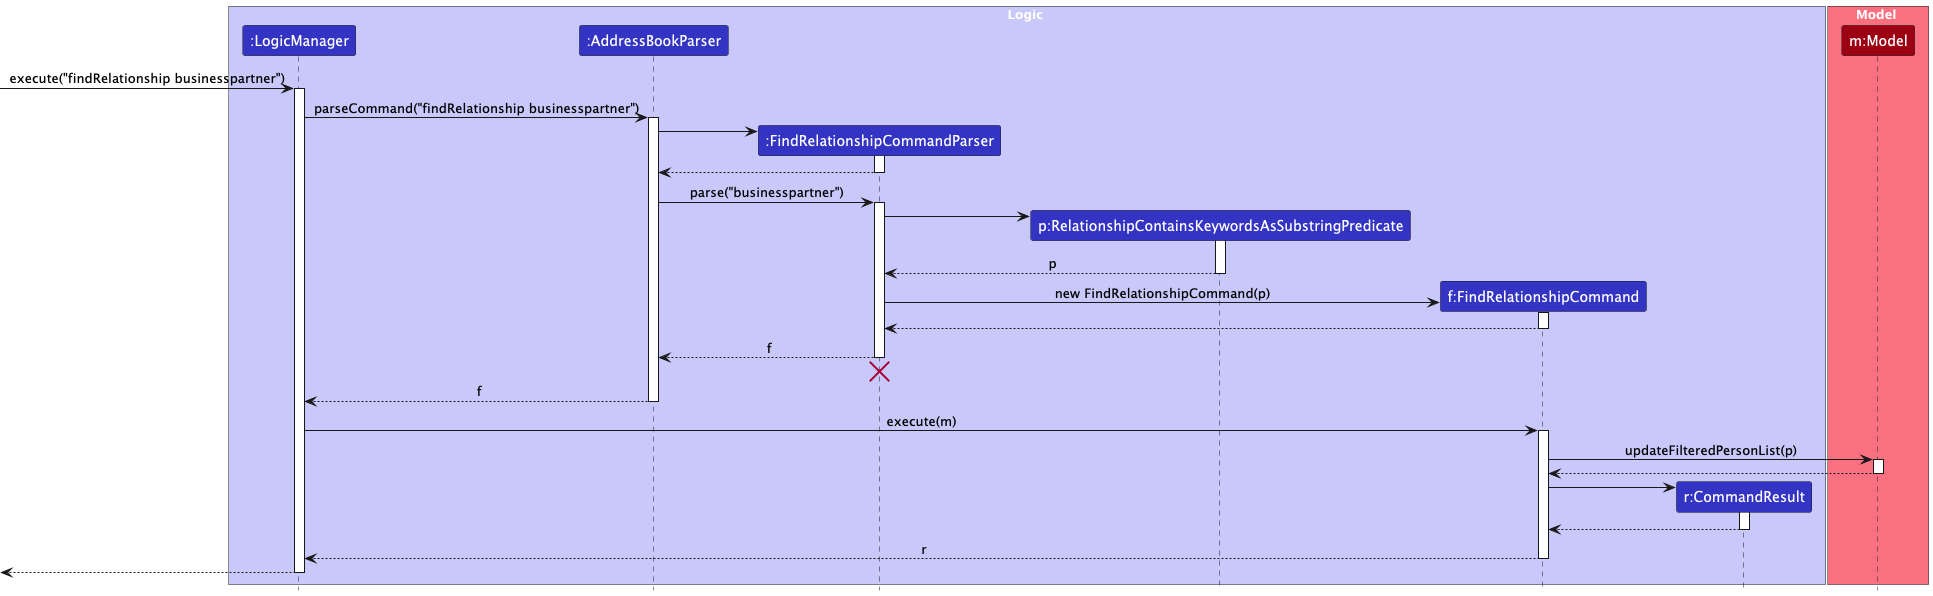 Logic
Model
:LogicManager
:AddressBookParser
m:Model
execute("findRelationship businesspartner")
parseCommand("findRelationship businesspartner")
:FindRelationshipCommandParser
parse("businesspartner")
p:RelationshipContainsKeywordsAsSubstringPredicate
p
new FindRelationshipCommand(p)
f:FindRelationshipCommand
f
f
execute(m)
updateFilteredPersonList(p)
r:CommandResult
r